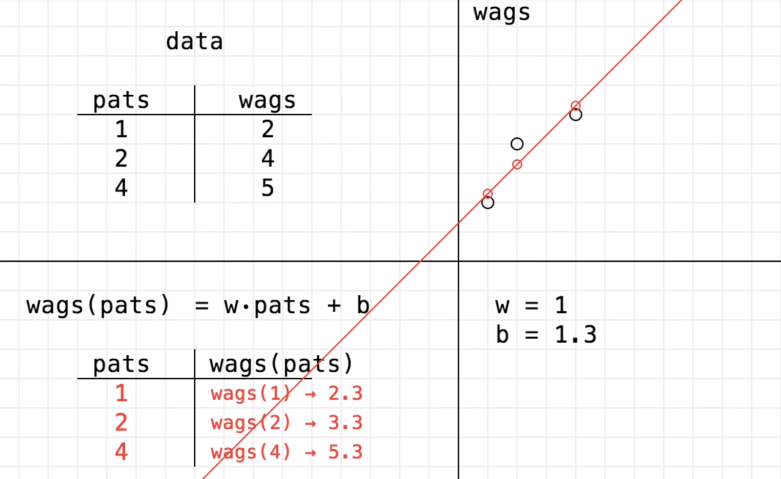 wags
data
pats wags
1 2
2 4
4 5
wags(pats) = w·pats + b
w = 1
b = 1.3
pats wags(pats)
1 wags(1) → 2.3
2 wags(2) → 3.3
4 wags(4) → 5.3